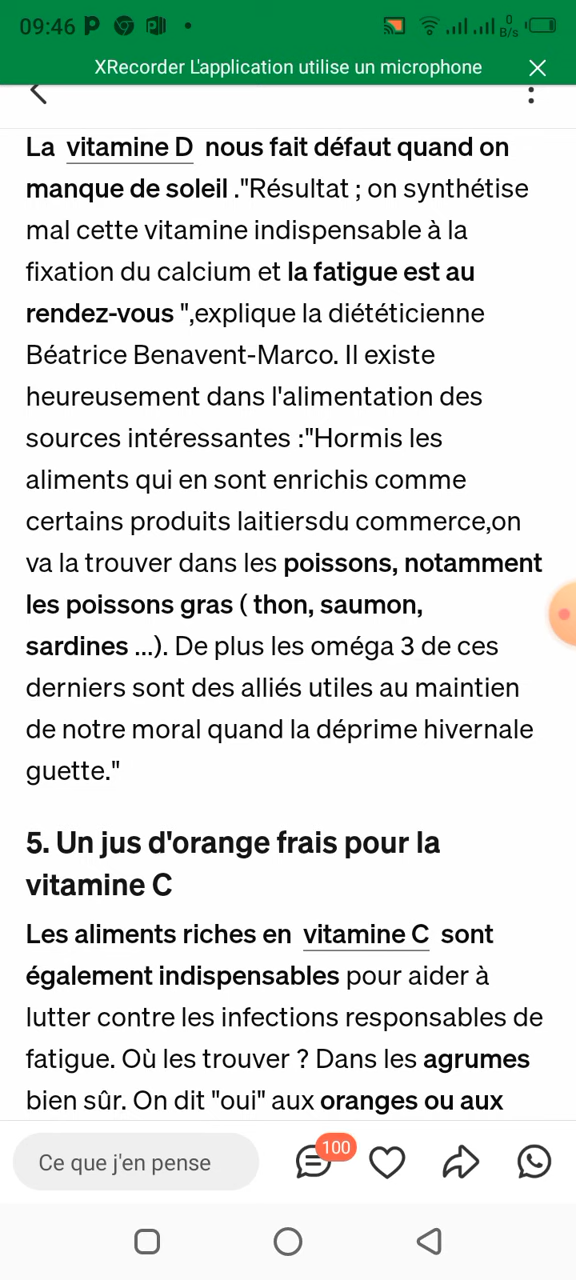 09:46
0
B/s
XRecorder L'application utilise un microphone
La vitamine D nous fait défaut quand on
manque de soleil ."Résultat ; on synthétise
mal cette vitamine indispensable à la
fixation du calcium et la fatigue est au
rendez-vous ",explique la diététicienne
Béatrice Benavent-Marco. Il existe
heureusement dans l'alimentation des
sources intéressantes :"Hormis les
aliments qui en sont enrichis comme
certains produits laitiersdu commerce,on
va la trouver dans les poissons, notamment
les poissons gras ( thon, saumon,
sardines ...). De plus les oméga 3 de ces
derniers sont des alliés utiles au maintien
de notre moral quand la déprime hivernale
guette."
5. Un jus d'orange frais pour la
vitamine C
Les aliments riches en vitamine C sont
également indispensables pour aider à
lutter contre les infections responsables de
fatigue. Où les trouver ? Dans les agrumes
bien sûr. On dit "oui" aux oranges ou aux
Ce que j'en pense
100